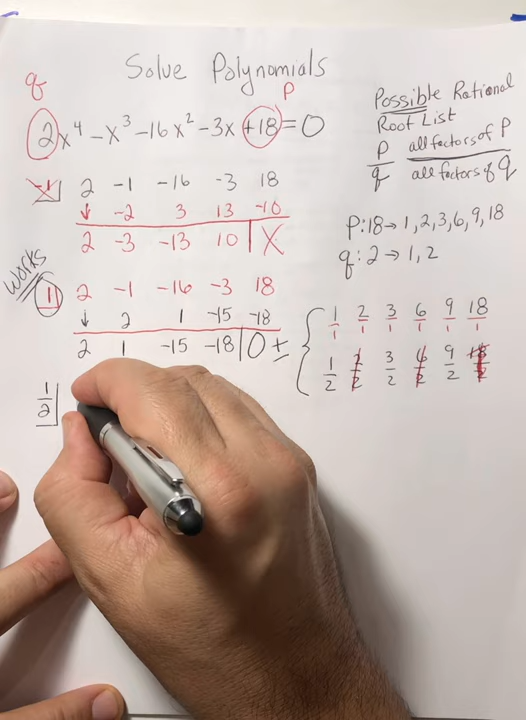 Solve Polynomials
q
P
2x⁴ - x³ - 16x² - 3x + 18 = 0
Possible Rational
Root List
P/q all factors of P / all factors of q
P: 18 → 1, 2, 3, 6, 9, 18
q: 2 → 1, 2
-1 2 -1 -16 -3 18
↓ -2 3 13 -10
2 -3 -13 10 X
Works
1 2 -1 -16 -3 18
↓ 2 1 -15 -18
2 1 -15 -18 0
± { 1/1 2/1 3/1 6/1 9/1 18/1
1/2 2/2 3/2 6/2 9/2 18/2
1/2